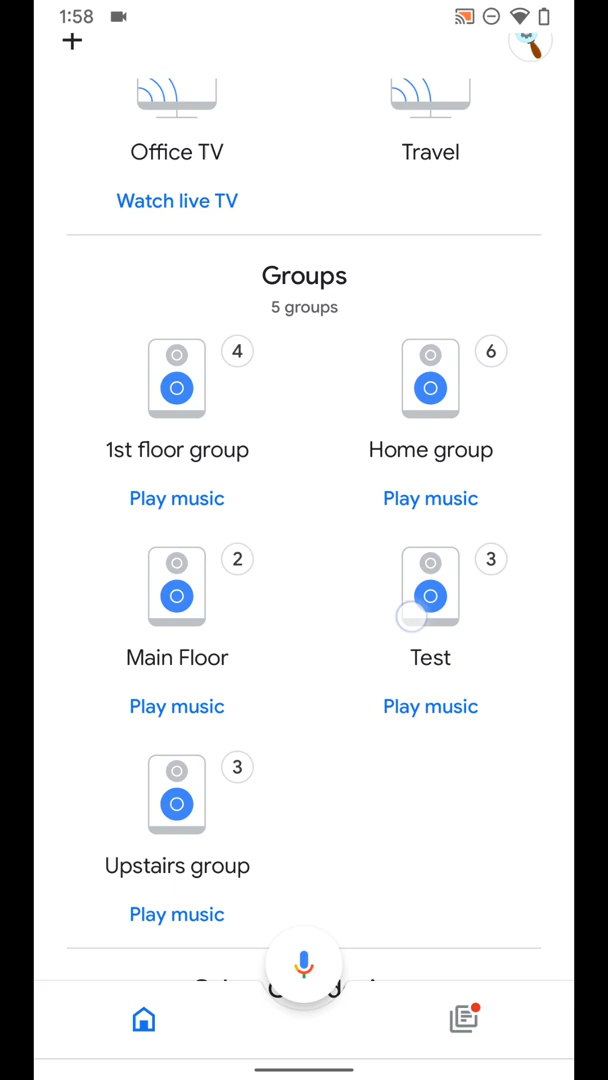 1:58
Office TV
Travel
Watch live TV
Groups
5 groups
4
6
1st floor group
Home group
Play music
Play music
2
3
Main Floor
Test
Play music
Play music
3
Upstairs group
Play music